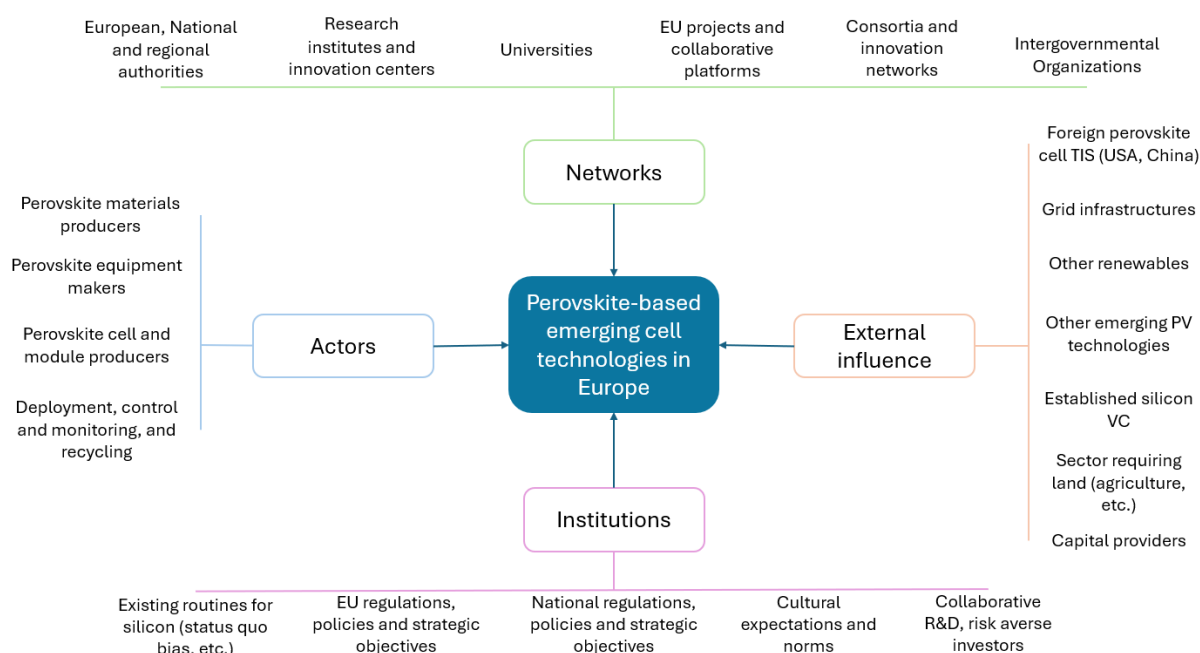 European, National
and regional
authorities
Research
institutes and
innovation centers
Universities
EU projects and
collaborative
platforms
Consortia and
innovation
networks
Intergovernmental
Organizations
Networks
Perovskite materials
producers
Perovskite equipment
makers
Perovskite cell and
module producers
Deployment, control
and monitoring, and
recycling
Actors
Perovskite-based
emerging cell
technologies in
Europe
External
influence
Foreign perovskite
cell TIS (USA, China)
Grid infrastructures
Other renewables
Other emerging PV
technologies
Established silicon
VC
Sector requiring
land (agriculture,
etc.)
Capital providers
Institutions
Existing routines for
silicon (status quo
bias, etc.)
EU regulations,
policies and strategic
objectives
National regulations,
policies and strategic
objectives
Cultural
expectations and
norms
Collaborative
R&D, risk averse
investors